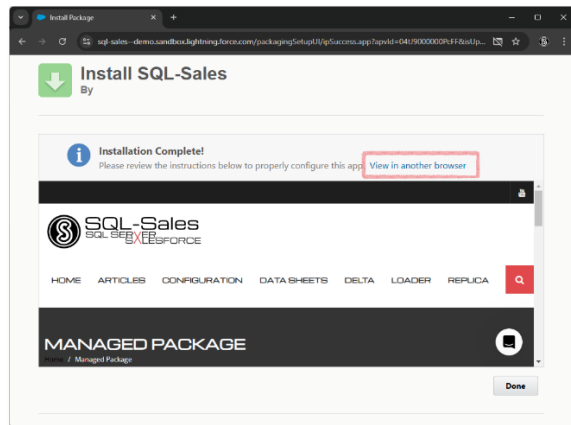 Install Package
sql-sales--demo.sandbox.lightning.force.com/packagingSetupUI/ipSuccess.app?apvId=04t9000000PcFF&isUp...
Install SQL-Sales
By
Installation Complete!
Please review the instructions below to properly configure this app. View in another browser
SQL-Sales
SQL SERVER
SALESFORCE
HOME ARTICLES CONFIGURATION DATA SHEETS DELTA LOADER REPLICA
MANAGED PACKAGE
Home / Managed Package
Done